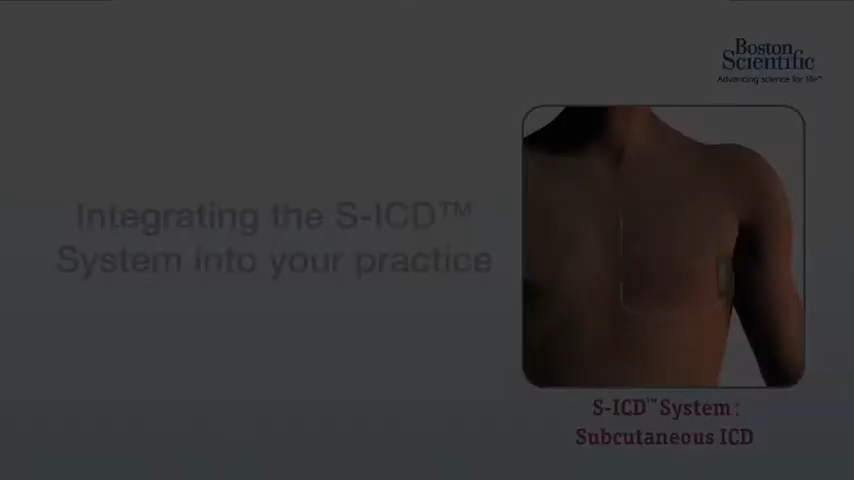 Boston
Scientific
Advancing science for life™
Integrating the S-ICD™
System into your practice
S-ICD™ System:
Subcutaneous ICD